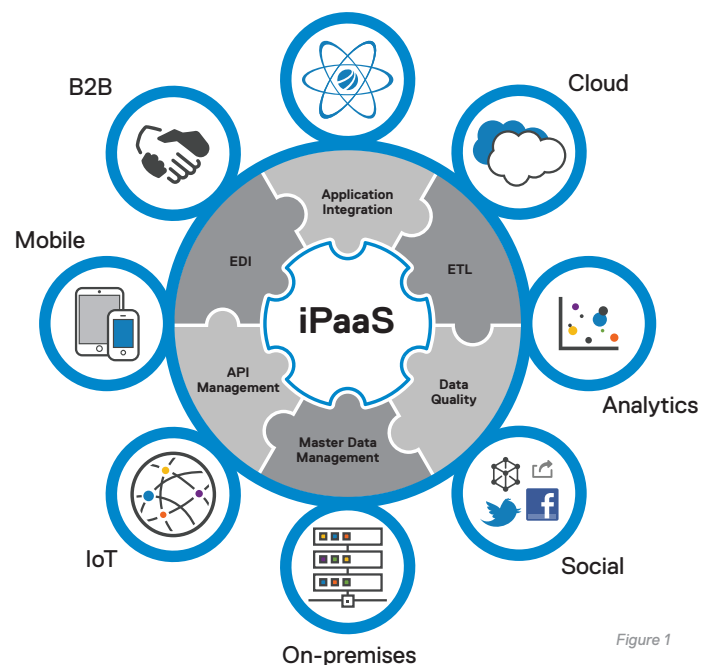 B2B
Cloud
Application
Integration
EDI
ETL
Mobile
iPaaS
API
Management
Data
Quality
Analytics
Master Data
Management
IoT
f
Social
On-premises
Figure 1